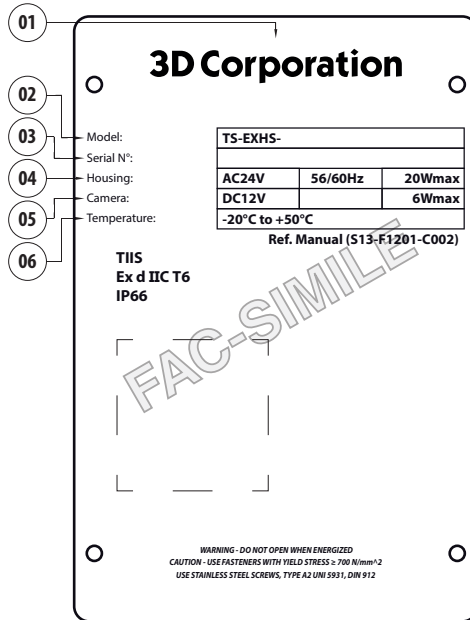 01
3D Corporation
02
03
04
05
06
Model: TS-EXHS-
Serial N°:
Housing: AC24V 56/60Hz 20Wmax
Camera: DC12V 6Wmax
Temperature: -20°C to +50°C
Ref. Manual (S13-F1201-C002)
TIIS
Ex d IIC T6
IP66
FAC-SIMILE
WARNING - DO NOT OPEN WHEN ENERGIZED
CAUTION - USE FASTENERS WITH YIELD STRESS ≥ 700 N/mm^2
USE STAINLESS STEEL SCREWS, TYPE A2 UNI 5931, DIN 912